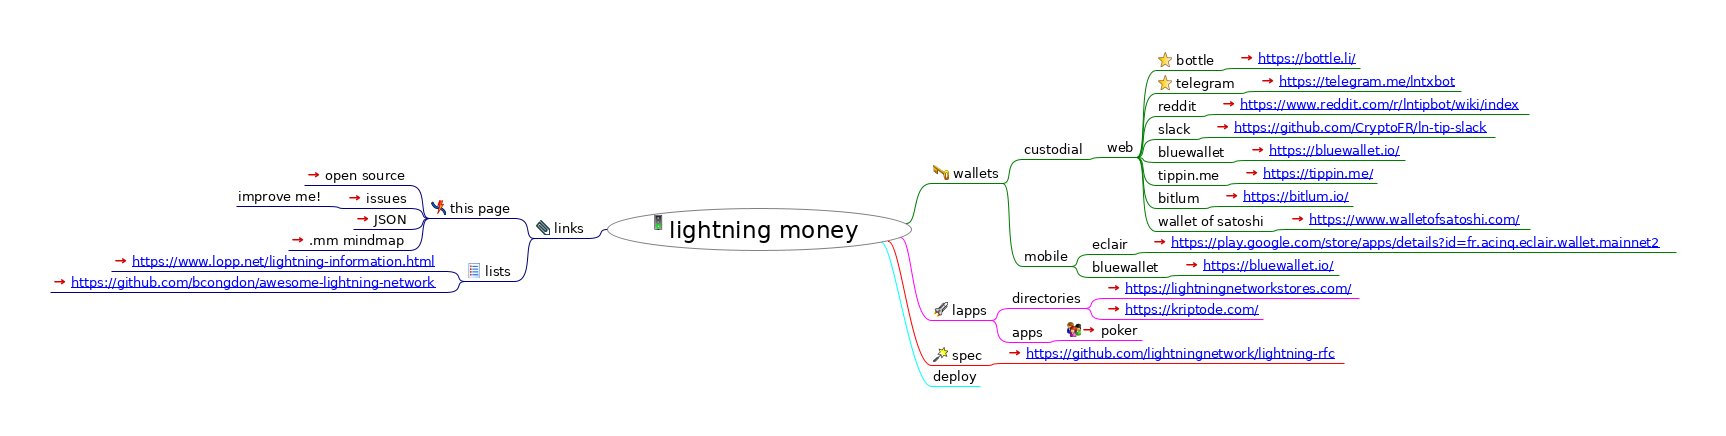 lightning money
wallets
custodial
web
bottle
https://bottle.li/
telegram
https://telegram.me/lntxbot
reddit
https://www.reddit.com/r/lntipbot/wiki/index
slack
https://github.com/CryptoFR/ln-tip-slack
bluewallet
https://bluewallet.io/
tippin.me
https://tippin.me/
bitlum
https://bitlum.io/
wallet of satoshi
https://www.walletofsatoshi.com/
mobile
eclair
https://play.google.com/store/apps/details?id=fr.acinq.eclair.wallet.mainnet2
bluewallet
https://bluewallet.io/
lapps
directories
https://lightningnetworkstores.com/
https://kriptode.com/
apps
poker
spec
https://github.com/lightningnetwork/lightning-rfc
deploy
links
this page
open source
issues
improve me!
JSON
.mm mindmap
lists
https://www.lopp.net/lightning-information.html
https://github.com/bcongdon/awesome-lightning-network